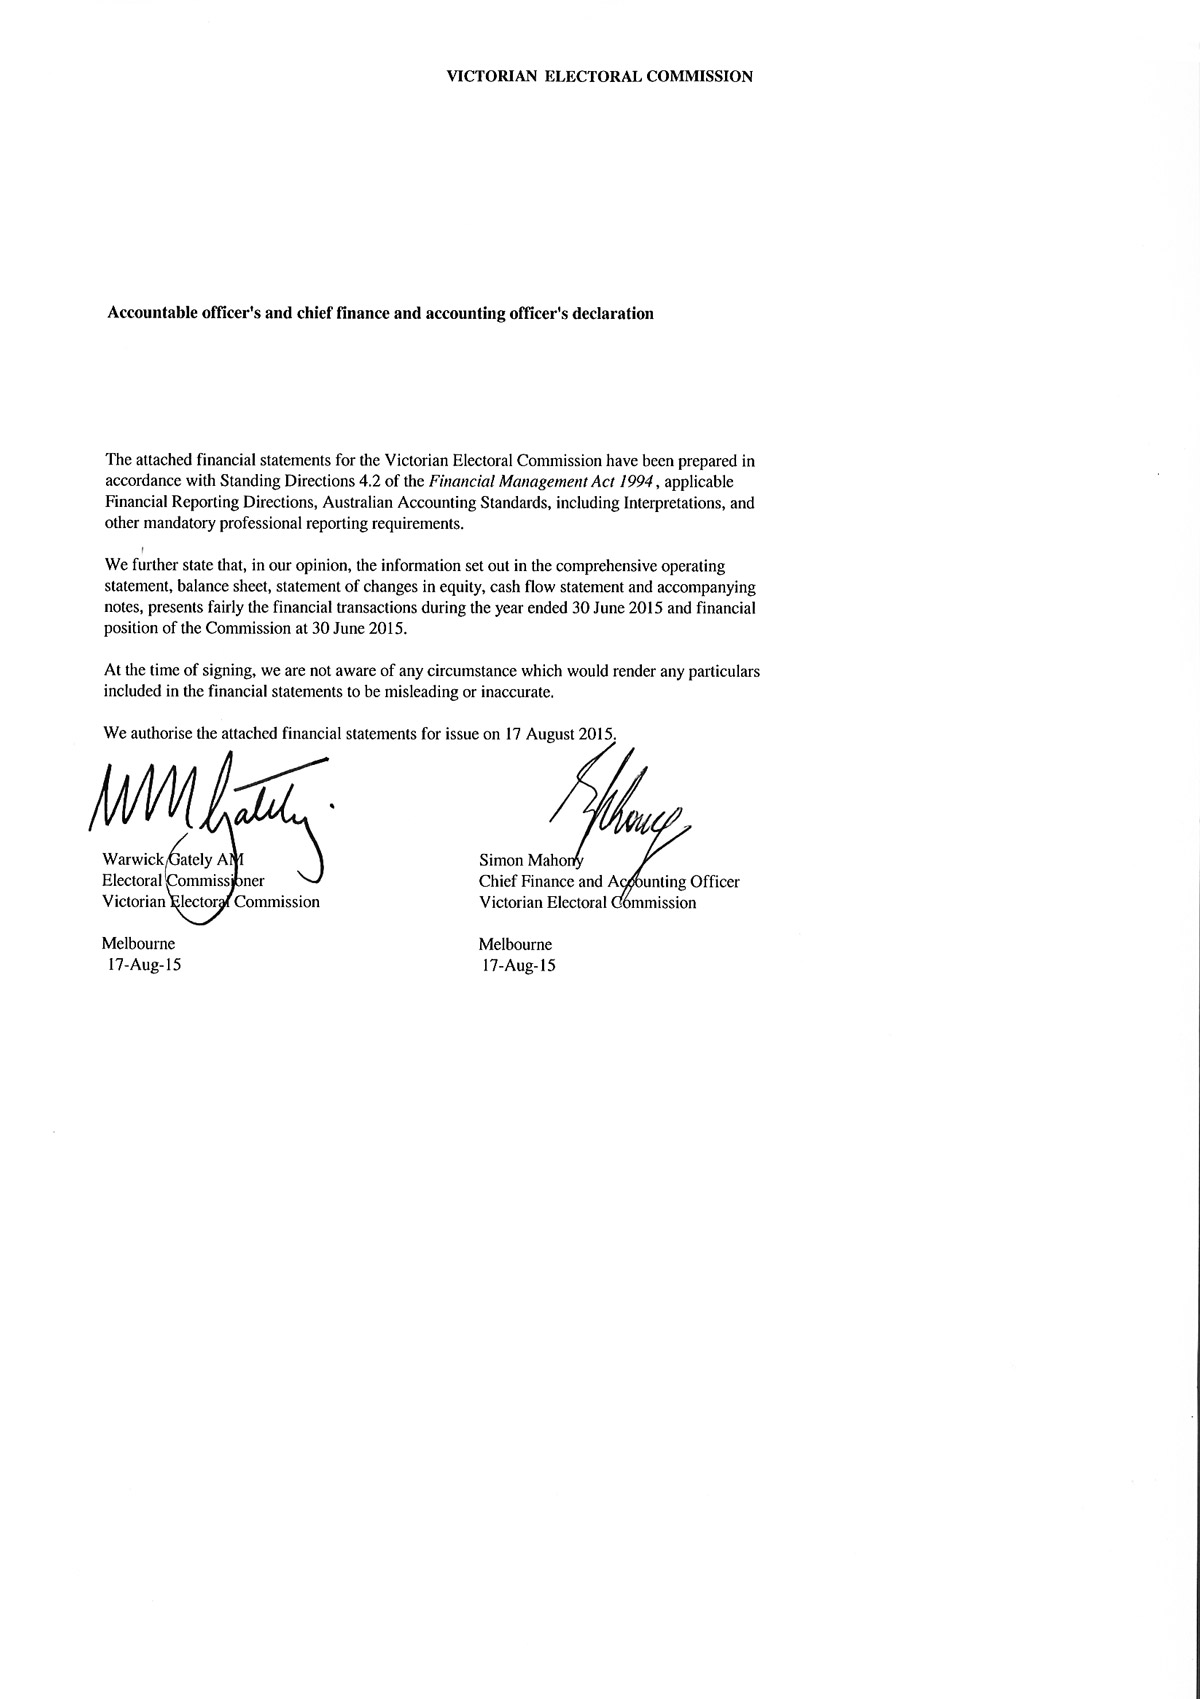 VICTORIAN ELECTORAL COMMISSION
Accountable officer's and chief finance and accounting officer's declaration
The attached financial statements for the Victorian Electoral Commission have been prepared in
accordance with Standing Directions 4.2 of the Financial Management Act 1994, applicable
Financial Reporting Directions, Australian Accounting Standards, including Interpretations, and
other mandatory professional reporting requirements.
We further state that, in our opinion, the information set out in the comprehensive operating
statement, balance sheet, statement of changes in equity, cash flow statement and accompanying
notes, presents fairly the financial transactions during the year ended 30 June 2015 and financial
position of the Commission at 30 June 2015.
At the time of signing, we are not aware of any circumstance which would render any particulars
included in the financial statements to be misleading or inaccurate.
We authorise the attached financial statements for issue on 17 August 2015.
Warwick Gately AM
Electoral Commissioner
Victorian Electoral Commission
Melbourne
17-Aug-15
Simon Mahony
Chief Finance and Accounting Officer
Victorian Electoral Commission
Melbourne
17-Aug-15